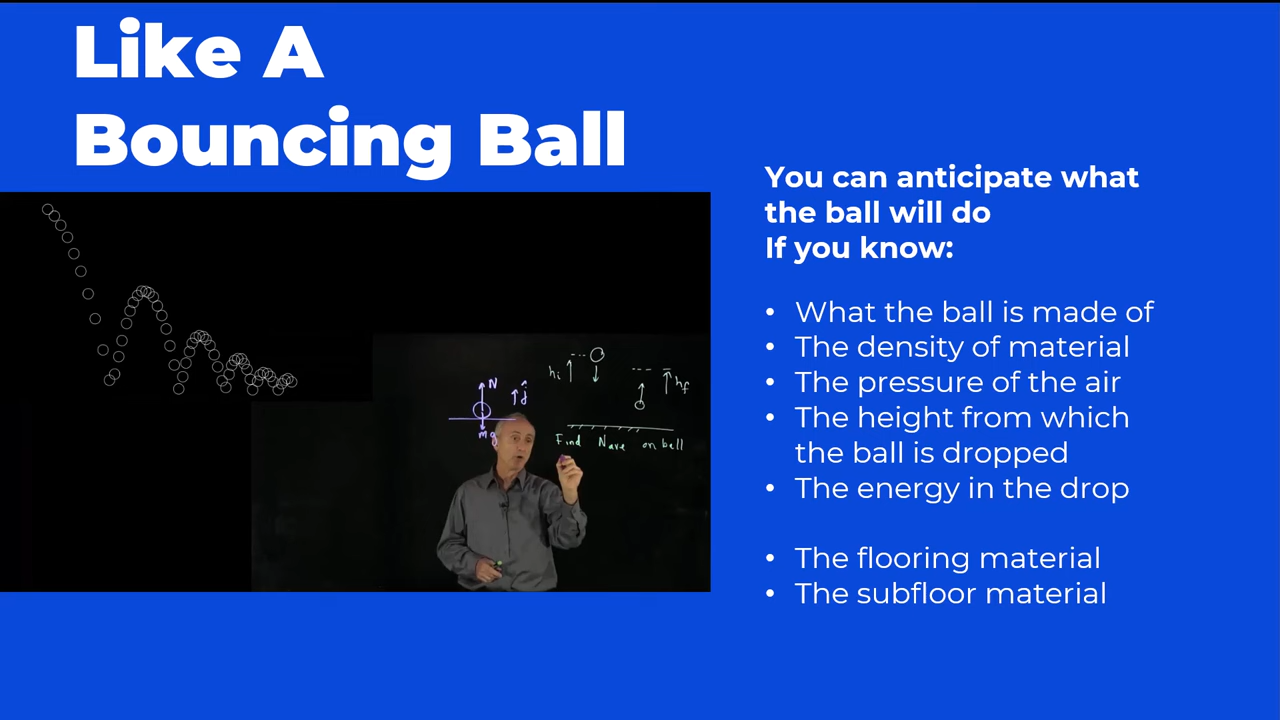 Like A
Bouncing Ball
You can anticipate what
the ball will do
If you know:
• What the ball is made of
• The density of material
• The pressure of the air
• The height from which
the ball is dropped
• The energy in the drop
• The flooring material
• The subfloor material
N
ĵ
mg
hi
hf
Find Nave on ball